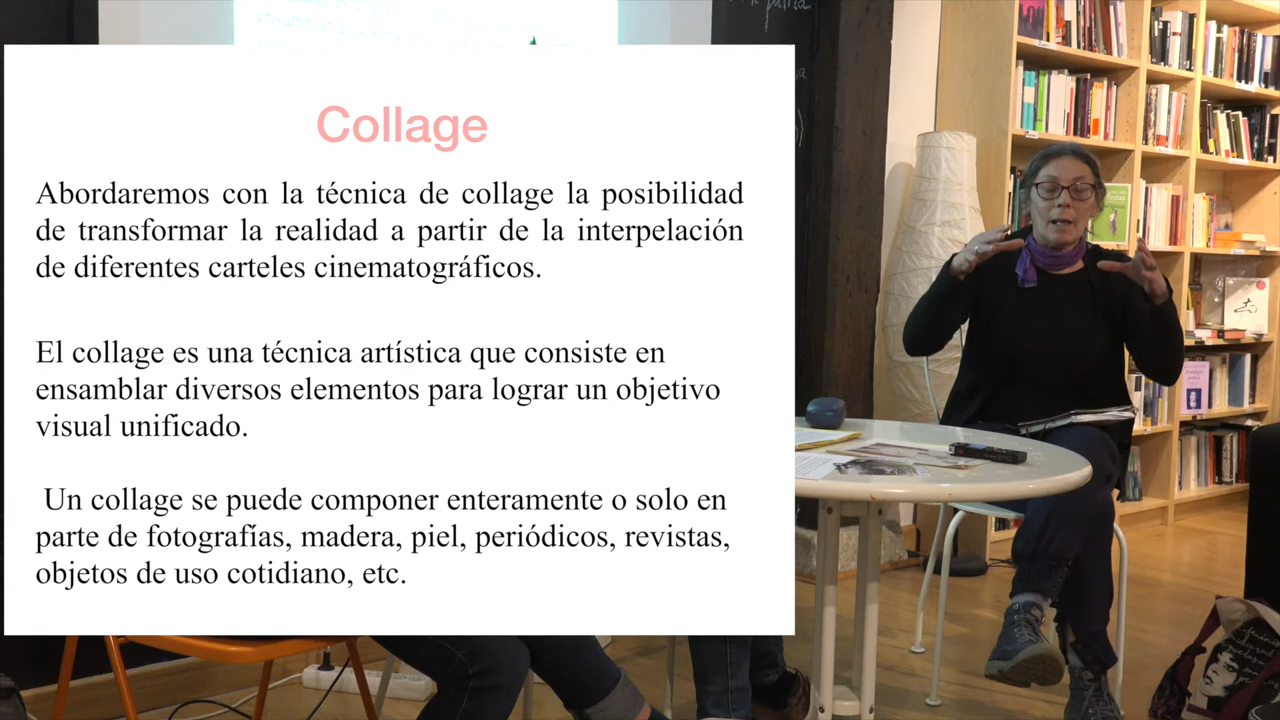 Collage
Abordaremos con la técnica de collage la posibilidad
de transformar la realidad a partir de la interpelación
de diferentes carteles cinematográficos.
El collage es una técnica artística que consiste en
ensamblar diversos elementos para lograr un objetivo
visual unificado.
Un collage se puede componer enteramente o solo en
parte de fotografías, madera, piel, periódicos, revistas,
objetos de uso cotidiano, etc.